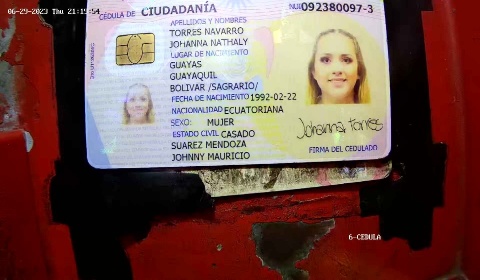 06-29-2023 Thu 21:15:54
CÉDULA DE CIUDADANÍA
NUI 092380097-3
APELLIDOS Y NOMBRES
TORRES NAVARRO
JOHANNA NATHALY
LUGAR DE NACIMIENTO
GUAYAS
GUAYAQUIL
BOLIVAR /SAGRARIO/
FECHA DE NACIMIENTO 1992-02-22
NACIONALIDAD ECUATORIANA
SEXO: MUJER
ESTADO CIVIL CASADO
SUAREZ MENDOZA
JOHNNY MAURICIO
Johanna Torres
FIRMA DEL CEDULADO
6-CEDULA